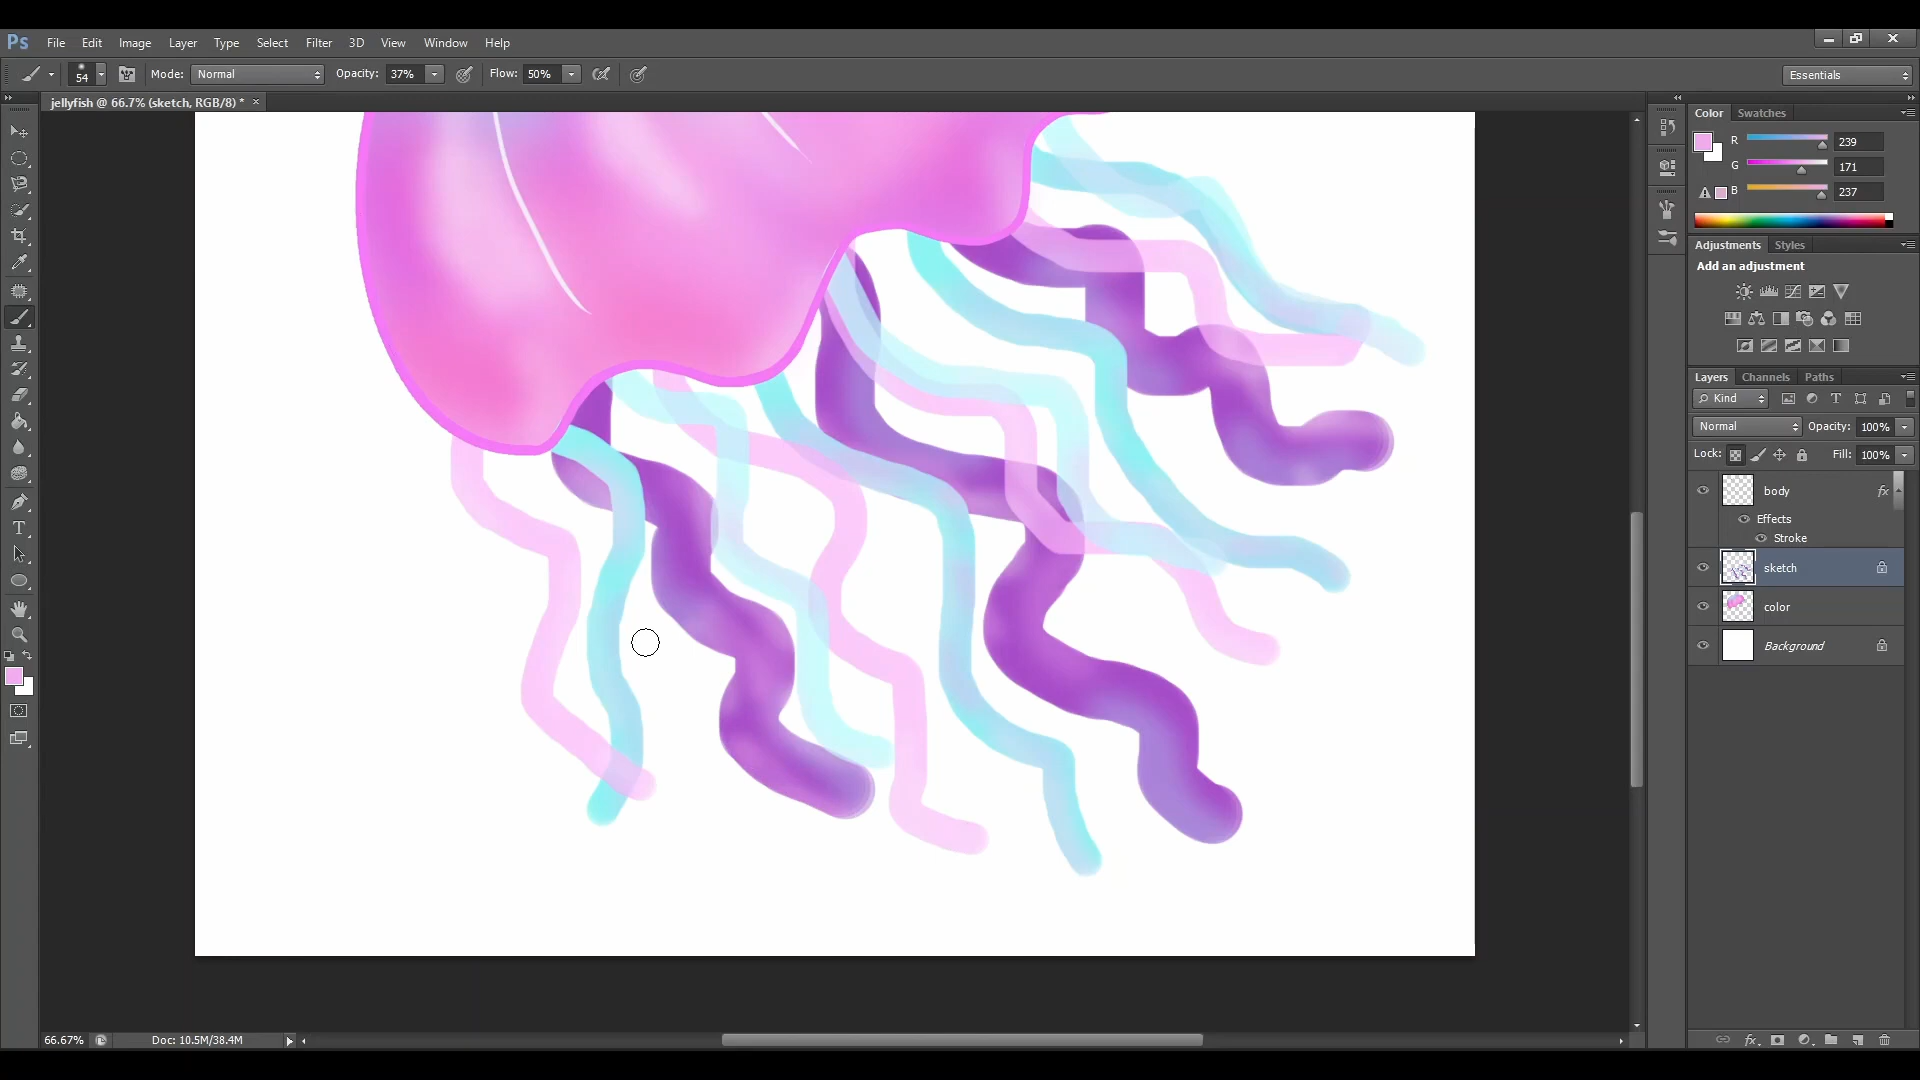 Ps File Edit Image Layer Type Select Filter 3D View Window Help
54 Mode: Normal Opacity: 37% Flow: 50% Essentials
jellyfish @ 66.7% (sketch, RGB/8) * ×
Color Swatches
R 239
G 171
B 237
Adjustments Styles
Add an adjustment
Layers Channels Paths
Kind T
Normal Opacity: 100%
Lock: Fill: 100%
body fx
Effects
Stroke
sketch
color
Background
T
66.67% Doc: 10.5M/38.4M
fx